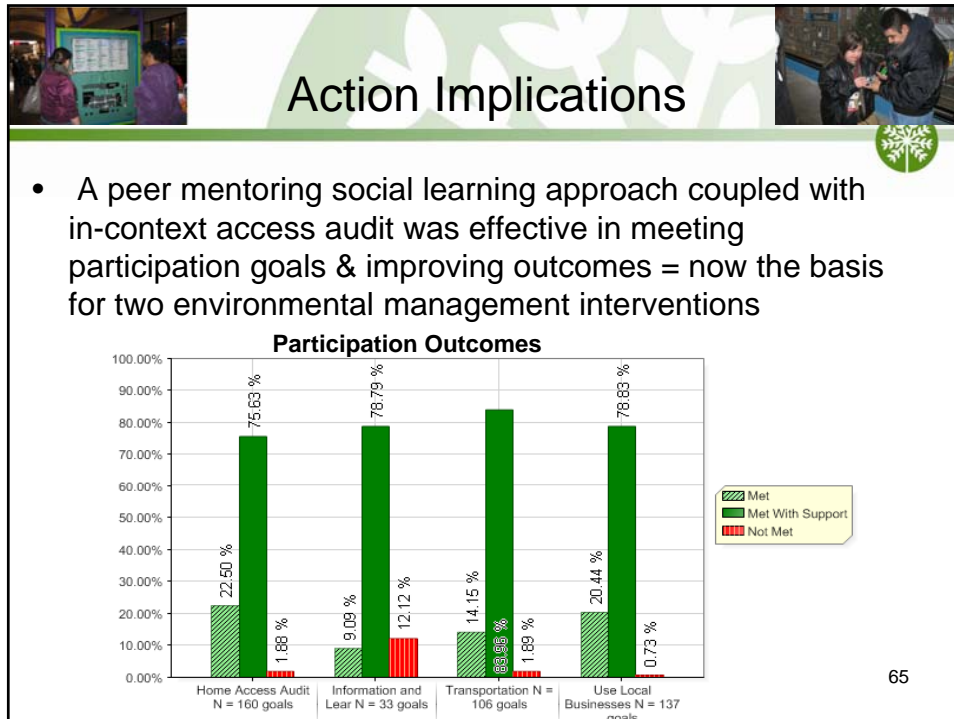 Action Implications
• A peer mentoring social learning approach coupled with
in-context access audit was effective in meeting
participation goals & improving outcomes = now the basis
for two environmental management interventions
Participation Outcomes
100.00%
90.00%
80.00%
70.00%
60.00%
50.00%
40.00%
30.00%
20.00%
10.00%
0.00%
22.50 %
75.63 %
1.88 %
9.09 %
78.79 %
12.12 %
14.15 %
83.96 %
1.89 %
20.44 %
78.83 %
0.73 %
Home Access Audit
N = 160 goals
Information and
Lear N = 33 goals
Transportation N =
106 goals
Use Local
Businesses N = 137
goals
Met
Met With Support
Not Met
65